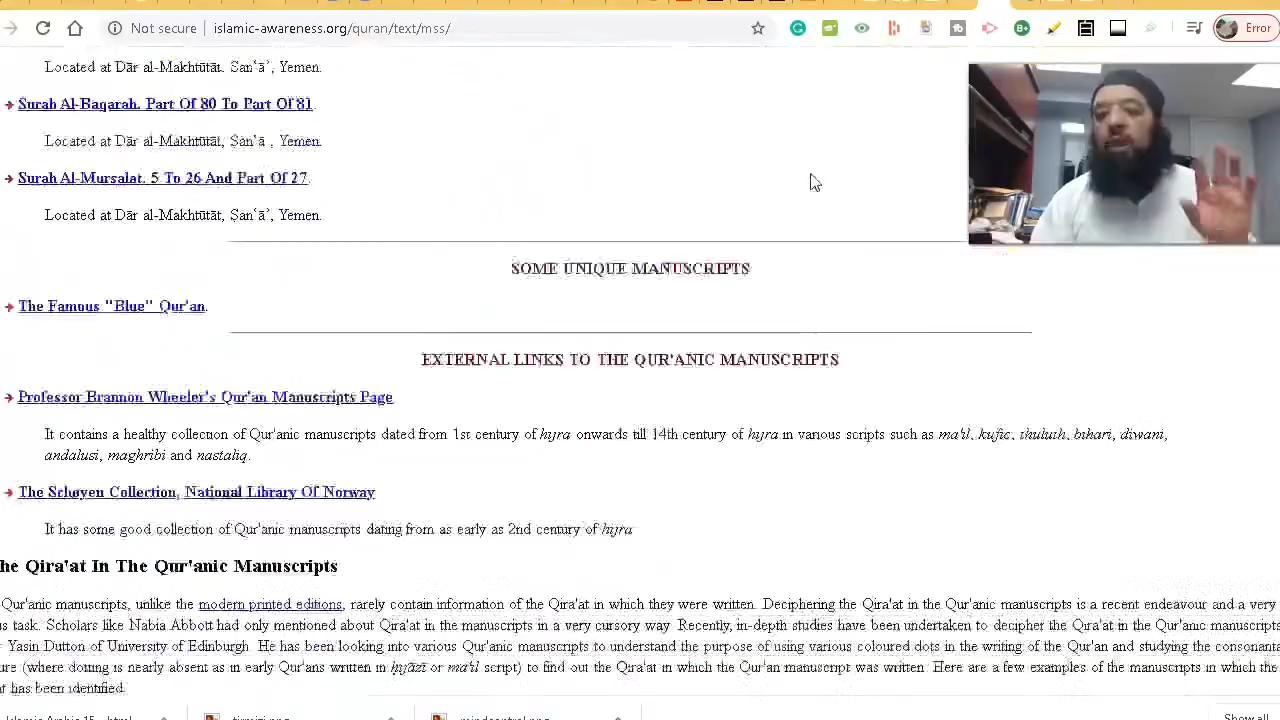 Not secure | islamic-awareness.org/quran/text/mss/
Error
Located at Dār al-Makhtūtāt, Ṣanʿāʾ, Yemen.
Surah Al-Baqarah. Part Of 80 To Part Of 81
Located at Dār al-Makhtūtāt, Ṣanʿā , Yemen.
Surah Al-Mursalat. 5 To 26 And Part Of 27.
Located at Dār al-Makhtūtāt, Ṣanʿāʾ, Yemen.
SOME UNIQUE MANUSCRIPTS
The Famous "Blue" Qur'an.
EXTERNAL LINKS TO THE QUR'ANIC MANUSCRIPTS
Professor Brannon Wheeler's Qur'an Manuscripts Page
It contains a healthy collection of Qur'anic manuscripts dated from 1st century of hijra onwards till 14th century of hijra in various scripts such as ma'il, kufic, thuluth, bihari, diwani,
andalusi, maghribi and nastaliq.
The Schøyen Collection, National Library Of Norway
It has some good collection of Qur'anic manuscripts dating from as early as 2nd century of hijra
he Qira'at In The Qur'anic Manuscripts
Qur'anic manuscripts, unlike the modern printed editions, rarely contain information of the Qira'at in which they were written. Deciphering the Qira'at in the Qur'anic manuscripts is a recent endeavour and a very
us task. Scholars like Nabia Abbott had only mentioned about Qira'at in the manuscripts in a very cursory way. Recently, in-depth studies have been undertaken to decipher the Qira'at in the Qur'anic manuscripts
Yasin Dutton of University of Edinburgh. He has been looking into various Qur'anic manuscripts to understand the purpose of using various coloured dots in the writing of the Qur'an and studying the consonanta
ure (where dotting is nearly absent as in early Qur'ans written in ḥijāzī or ma'il script) to find out the Qira'at in which the Qur'an manuscript was written. Here are a few examples of the manuscripts in which the
at has been identified.
Show all